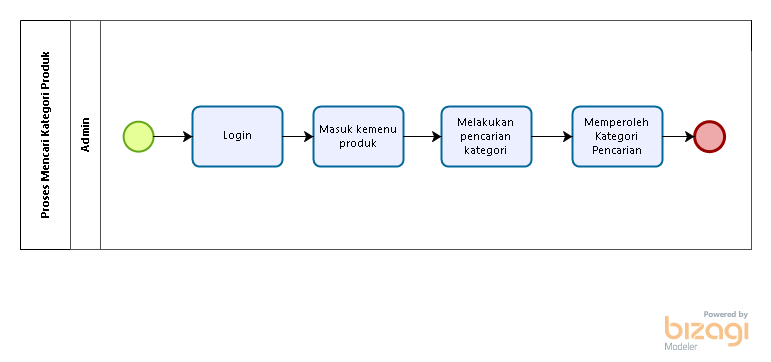 Proses Mencari Kategori Produk
Admin
Login
Masuk kemenu
produk
Melakukan
pencarian
kategori
Memperoleh
Kategori
Pencarian
Powered by
bizagi
Modeler